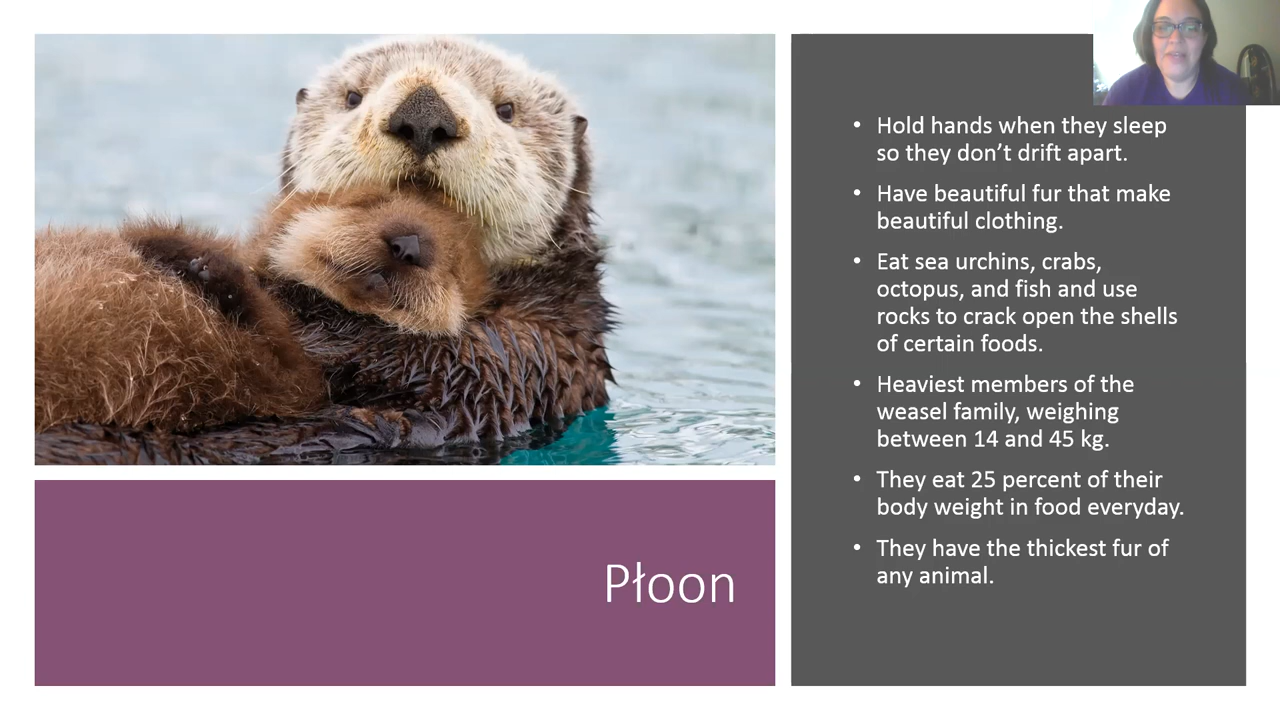 Płoon
• Hold hands when they sleep
so they don’t drift apart.
• Have beautiful fur that make
beautiful clothing.
• Eat sea urchins, crabs,
octopus, and fish and use
rocks to crack open the shells
of certain foods.
• Heaviest members of the
weasel family, weighing
between 14 and 45 kg.
• They eat 25 percent of their
body weight in food everyday.
• They have the thickest fur of
any animal.